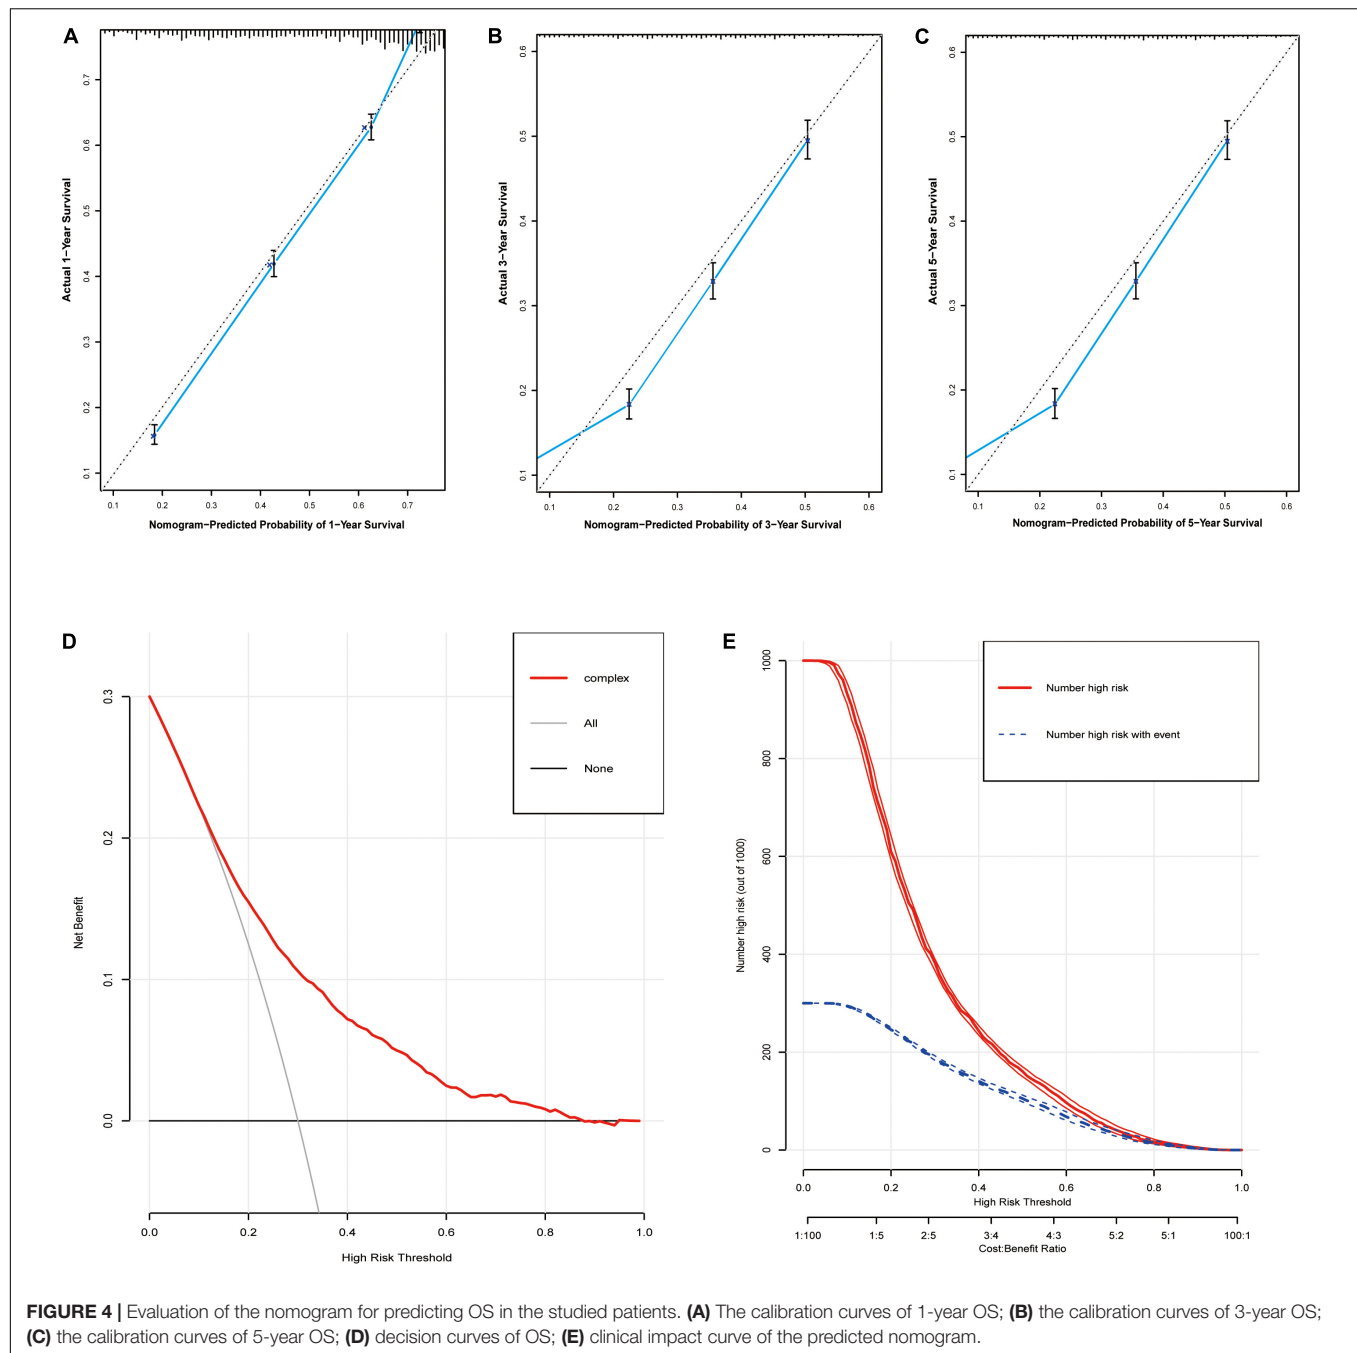 A
Actual 1−Year Survival
0.7
0.6
0.5
0.4
0.3
0.2
0.1
0.1 0.2 0.3 0.4 0.5 0.6 0.7
Nomogram−Predicted Probability of 1−Year Survival
B
Actual 3−Year Survival
0.6
0.5
0.4
0.3
0.2
0.1
0.1 0.2 0.3 0.4 0.5 0.6
Nomogram−Predicted Probability of 3−Year Survival
C
Actual 5−Year Survival
0.6
0.5
0.4
0.3
0.2
0.1
0.1 0.2 0.3 0.4 0.5 0.6
Nomogram−Predicted Probability of 5−Year Survival
D
complex
All
None
Net Benefit
0.3
0.2
0.1
0.0
0.0 0.2 0.4 0.6 0.8 1.0
High Risk Threshold
E
Number high risk
Number high risk with event
Number high risk (out of 1000)
1000
800
600
400
200
0
0.0 0.2 0.4 0.6 0.8 1.0
High Risk Threshold
1:100 1:5 2:5 3:4 4:3 5:2 5:1 100:1
Cost:Benefit Ratio
FIGURE 4 | Evaluation of the nomogram for predicting OS in the studied patients. (A) The calibration curves of 1-year OS; (B) the calibration curves of 3-year OS;
(C) the calibration curves of 5-year OS; (D) decision curves of OS; (E) clinical impact curve of the predicted nomogram.